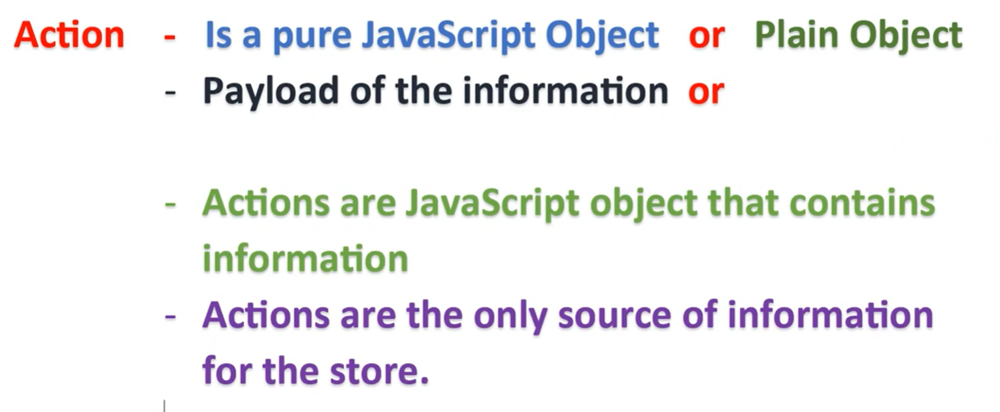 Action - Is a pure JavaScript Object or Plain Object
- Payload of the information or
- Actions are JavaScript object that contains
information
- Actions are the only source of information
for the store.